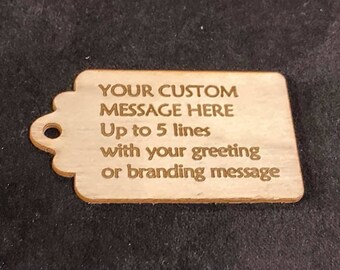 YOUR CUSTOM
MESSAGE HERE
Up to 5 lines
with your greeting
or branding message